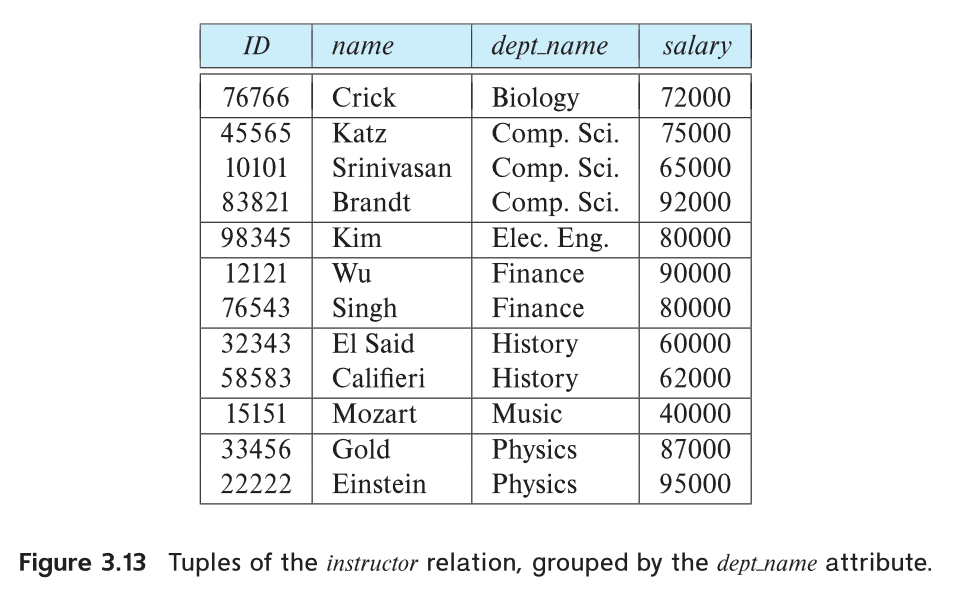 ID name dept_name salary
76766 Crick Biology 72000
45565 Katz Comp. Sci. 75000
10101 Srinivasan Comp. Sci. 65000
83821 Brandt Comp. Sci. 92000
98345 Kim Elec. Eng. 80000
12121 Wu Finance 90000
76543 Singh Finance 80000
32343 El Said History 60000
58583 Califieri History 62000
15151 Mozart Music 40000
33456 Gold Physics 87000
22222 Einstein Physics 95000
Figure 3.13 Tuples of the instructor relation, grouped by the dept_name attribute.